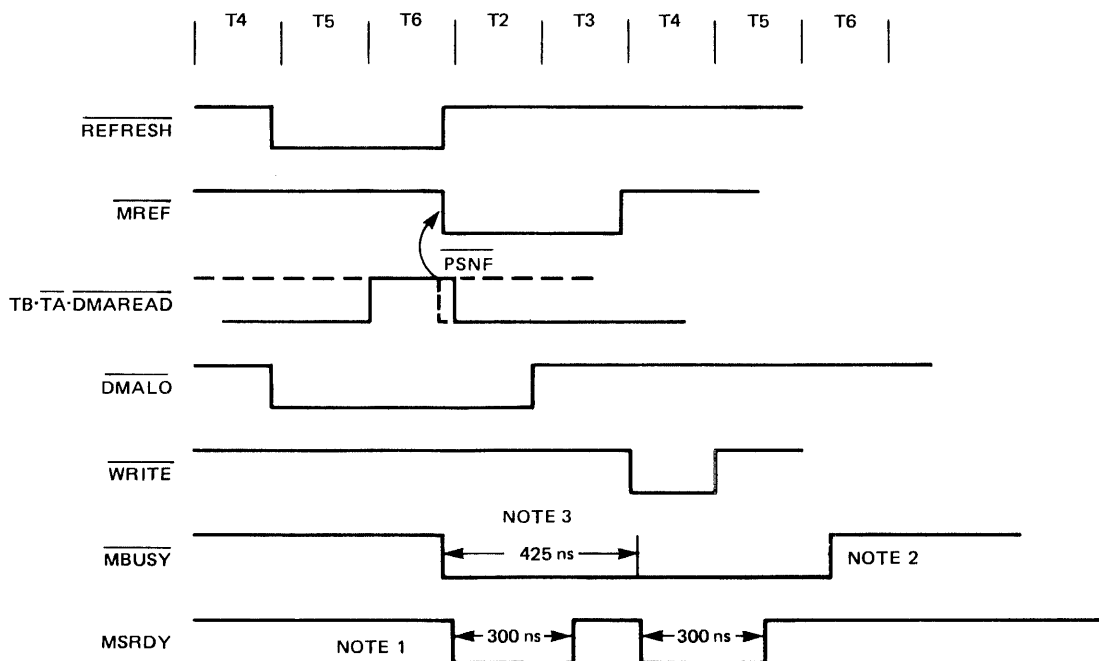 T4 T5 T6 T2 T3 T4 T5 T6
REFRESH
MREF
PSNF
TB·TA·DMAREAD
DMALO
WRITE
NOTE 3
MBUSY 425 ns NOTE 2
MSRDY NOTE 1 300 ns 300 ns